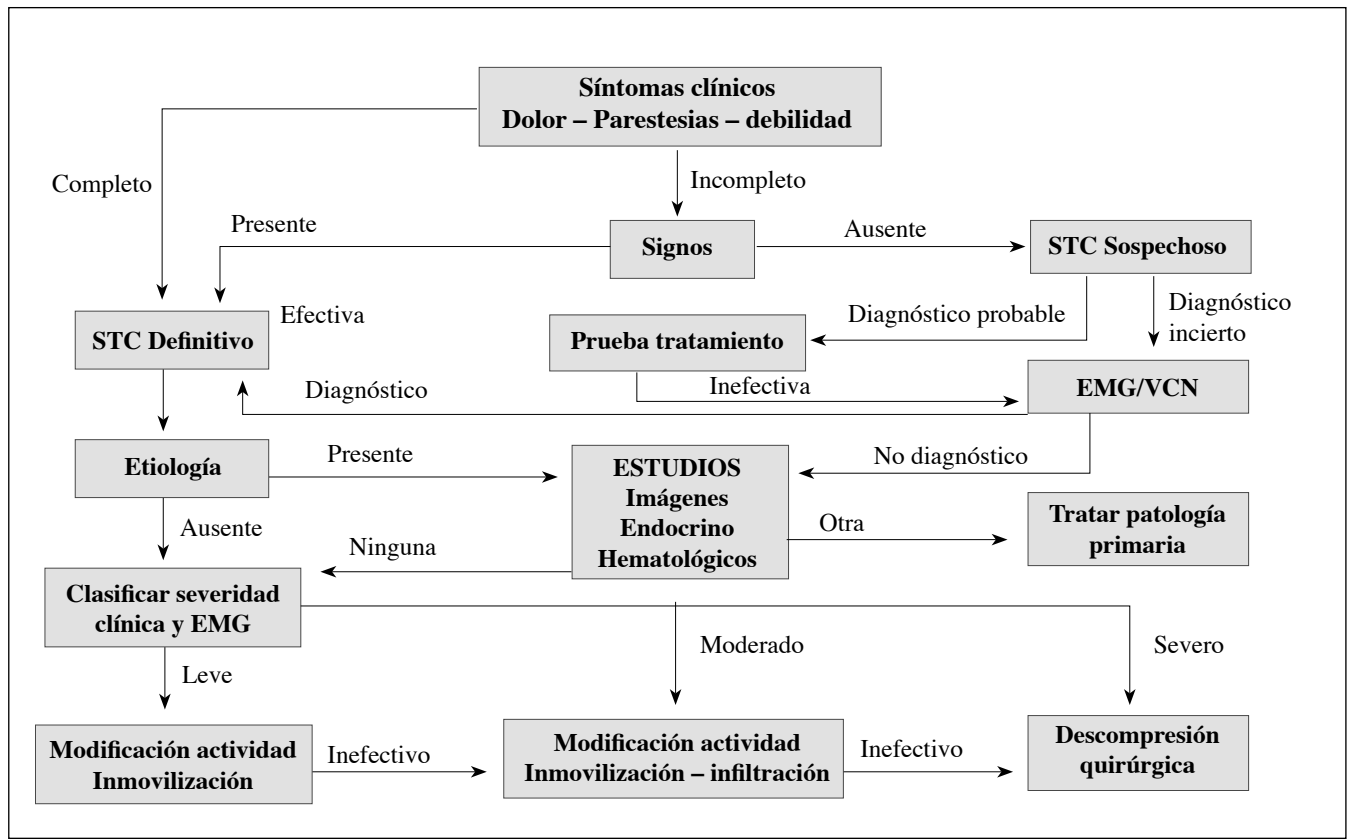 Síntomas clínicos
Dolor – Parestesias – debilidad
Completo
Incompleto
Presente
Signos
Ausente
STC Sospechoso
Efectiva
STC Definitivo
Prueba tratamiento
Diagnóstico probable
Diagnóstico
incierto
Diagnóstico
Inefectiva
EMG/VCN
Etiología
Presente
ESTUDIOS
Imágenes
Endocrino
Hematológicos
No diagnóstico
Ausente
Ninguna
Otra
Tratar patología
primaria
Clasificar severidad
clínica y EMG
Leve
Moderado
Severo
Modificación actividad
Inmovilización
Inefectivo
Modificación actividad
Inmovilización – infiltración
Inefectivo
Descompresión
quirúrgica